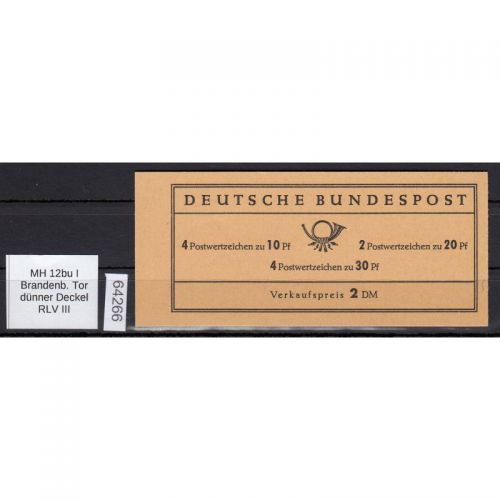 MH 12bu I
Brandenb. Tor
dünner Deckel
RLV III
64266
DEUTSCHE BUNDESPOST
4 Postwertzeichen zu 10 Pf
2 Postwertzeichen zu 20 Pf
4 Postwertzeichen zu 30 Pf
Verkaufspreis 2 DM